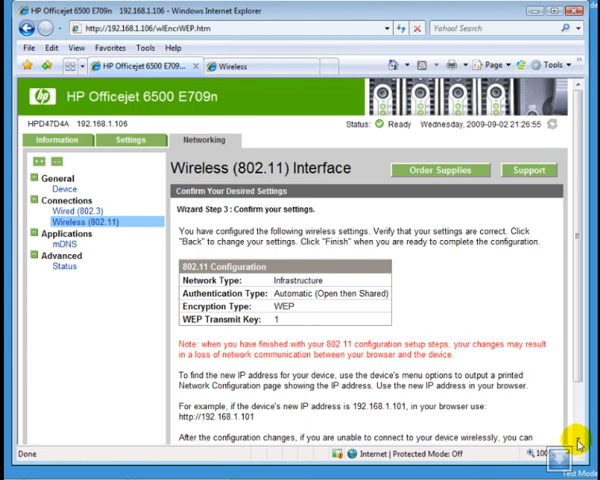 HP Officejet 6500 E709n - Windows Internet Explorer
http://192.168.1.106/wlEncrWEP.htm
Yahoo! Search
File Edit View Favorites Tools Help
HP Officejet 6500 E709n...
Wireless
Page
Tools
hp
HP Officejet 6500 E709n
HPD47D4A 192.168.1.106
Status: Ready Wednesday, 2009-09-02 21:26:55
Information
Settings
Networking
General
Device
Connections
Wired (802.3)
Wireless (802.11)
Applications
mDNS
Advanced
Status
Wireless (802.11) Interface
Order Supplies
Support
Confirm Your Desired Settings
Wizard Step 3 : Confirm your settings.
You have configured the following wireless settings. Verify that your settings are correct. Click
"Back" to change your settings. Click "Finish" when you are ready to complete the configuration.
802.11 Configuration
Network Type: Infrastructure
Authentication Type: Automatic (Open then Shared)
Encryption Type: WEP
WEP Transmit Key: 1
Note: when you have finished with your 802.11 configuration setup steps, your changes may result
in a loss of network communication between your browser and the device.
To find the new IP address for your device, use the device's menu options to output a printed
Network Configuration page showing the IP address. Use the new IP address in your browser.
For example, if the device's new IP address is 192.168.1.101, in your browser use:
http://192.168.1.101
After the configuration changes, if you are unable to connect to your device wirelessly, you can
Done
Internet | Protected Mode: Off
Test Mode